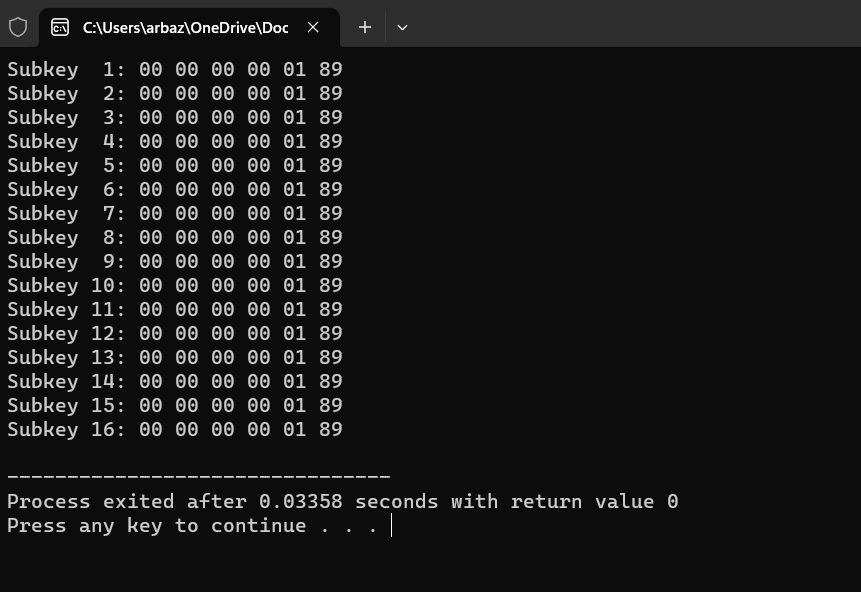 C:\Users\arbaz\OneDrive\Doc
Subkey  1: 00 00 00 00 01 89
Subkey  2: 00 00 00 00 01 89
Subkey  3: 00 00 00 00 01 89
Subkey  4: 00 00 00 00 01 89
Subkey  5: 00 00 00 00 01 89
Subkey  6: 00 00 00 00 01 89
Subkey  7: 00 00 00 00 01 89
Subkey  8: 00 00 00 00 01 89
Subkey  9: 00 00 00 00 01 89
Subkey 10: 00 00 00 00 01 89
Subkey 11: 00 00 00 00 01 89
Subkey 12: 00 00 00 00 01 89
Subkey 13: 00 00 00 00 01 89
Subkey 14: 00 00 00 00 01 89
Subkey 15: 00 00 00 00 01 89
Subkey 16: 00 00 00 00 01 89
--------------------------------
Process exited after 0.03358 seconds with return value 0
Press any key to continue . . .